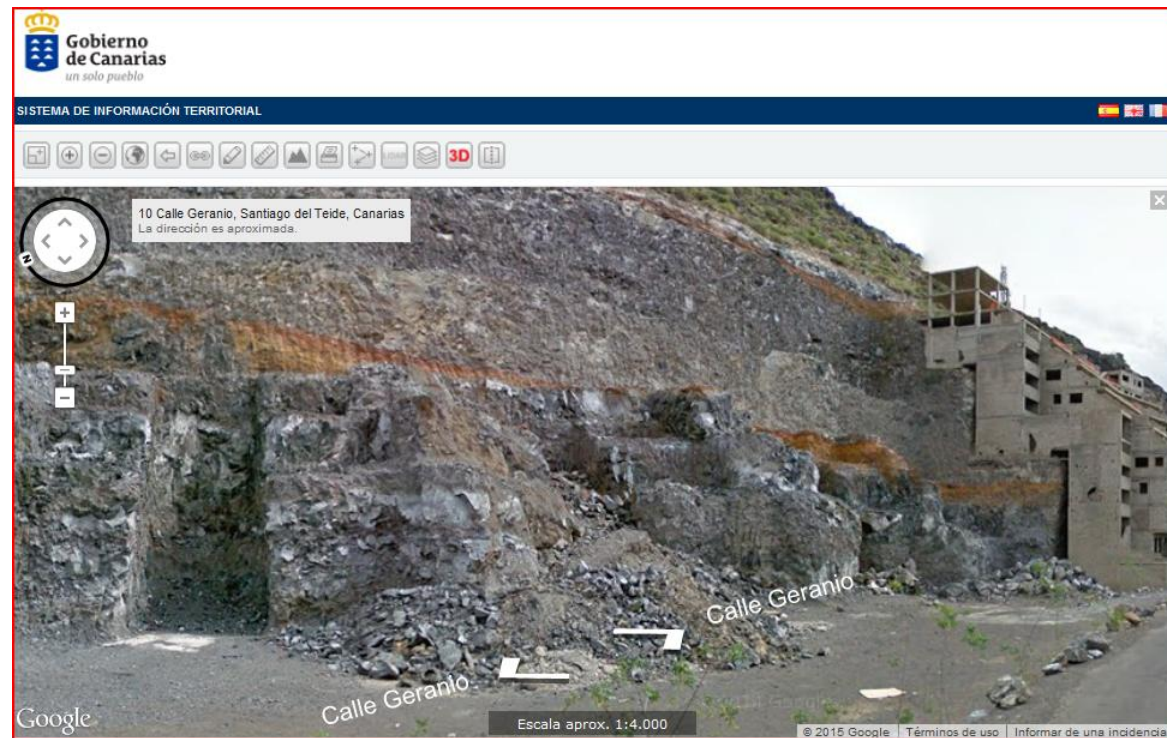 Gobierno
de Canarias
un solo pueblo
SISTEMA DE INFORMACIÓN TERRITORIAL
LIDAR
3D
10 Calle Geranio, Santiago del Teide, Canarias
La dirección es aproximada.
N
Calle Geranio
Calle Geranio
Google
Escala aprox. 1:4.000
© 2015 Google
Términos de uso
Informar de una incidencia